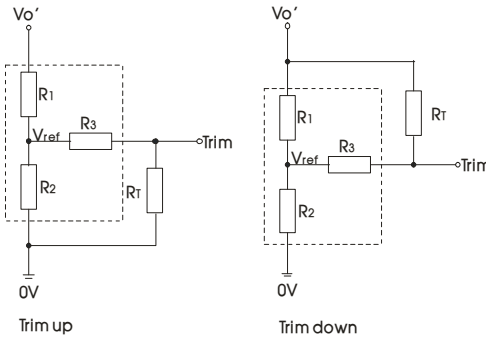 Vo’
R1
Vref
R3
Trim
R2
RT
0V
Trim up
Vo’
R1
RT
Vref
R3
Trim
R2
0V
Trim down